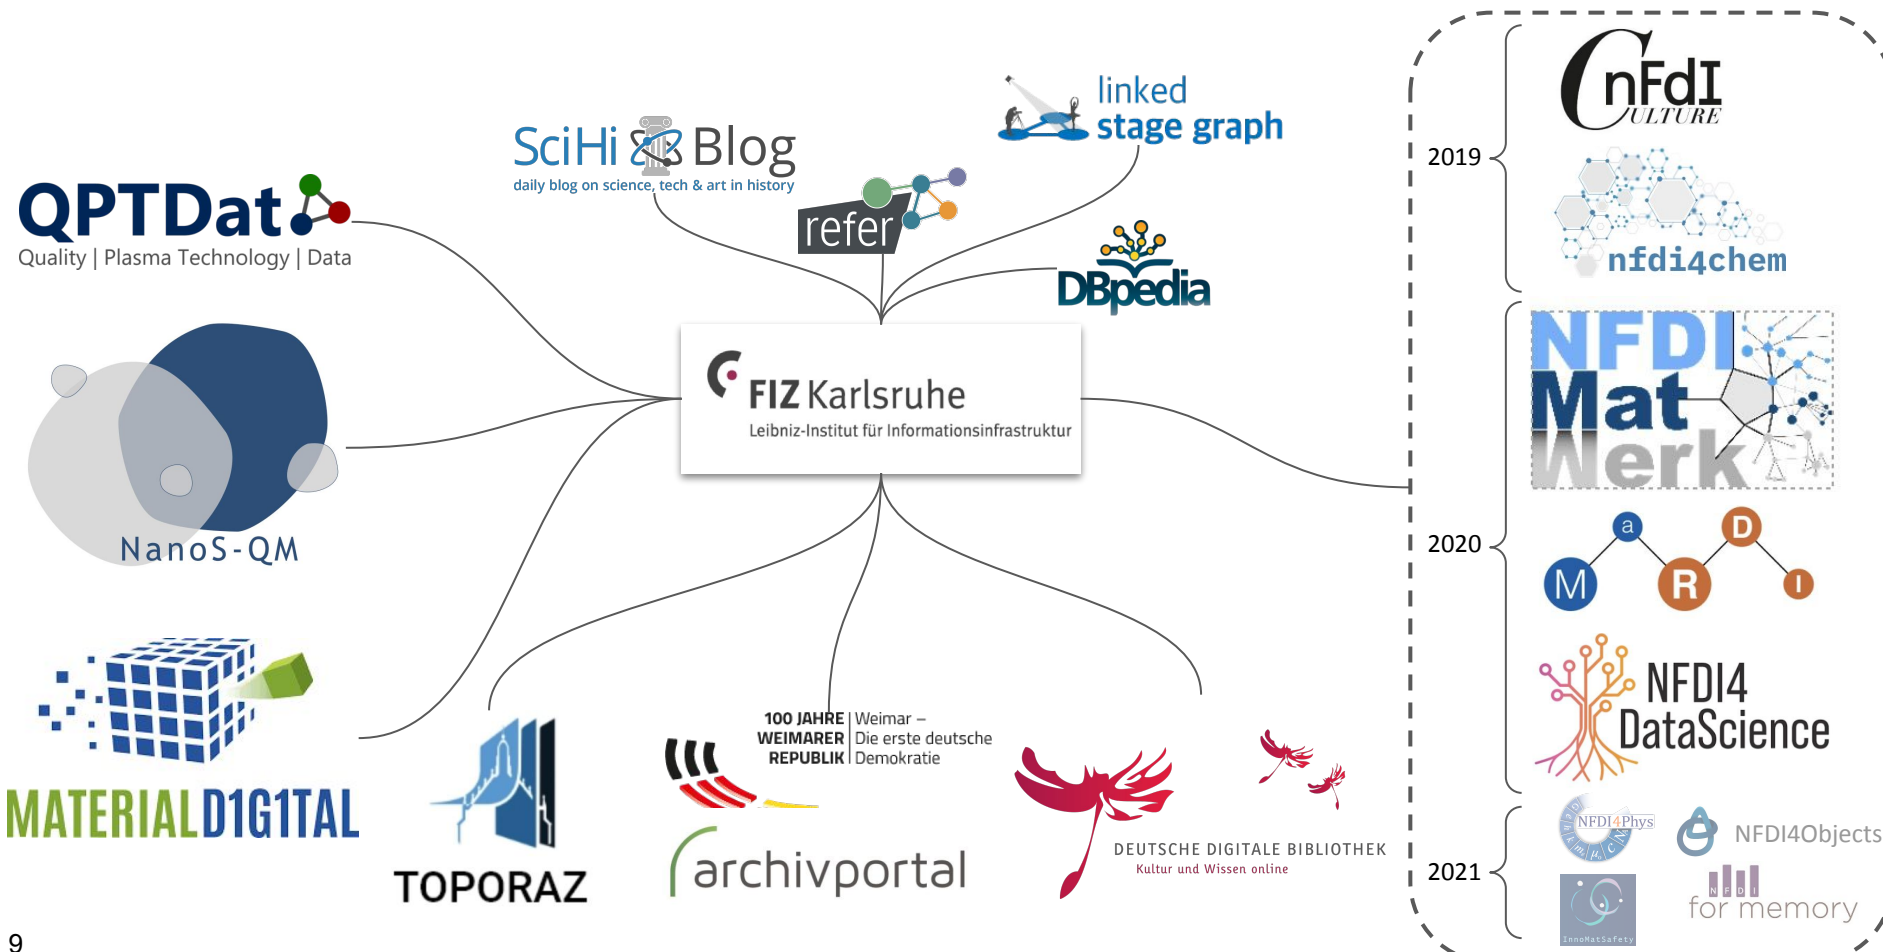 SciHi Blog
daily blog on science, tech & art in history
linked
stage graph
refer
DBpedia
QPTDat
Quality | Plasma Technology | Data
NanoS-QM
MATERIALD1G1TAL
FIZ Karlsruhe
Leibniz-Institut für Informationsinfrastruktur
TOPORAZ
100 JAHRE | Weimar –
WEIMARER | Die erste deutsche
REPUBLIK | Demokratie
archivportal
DEUTSCHE DIGITALE BIBLIOTHEK
Kultur und Wissen online
2019
nFdI
CULTURE
nfdi4chem
2020
NFDI
Mat
Werk
M a R D I
NFDI4
DataScience
2021
NFDI4Phys
NFDI4Objects
InnoMatSafety
NFDI
for memory
9